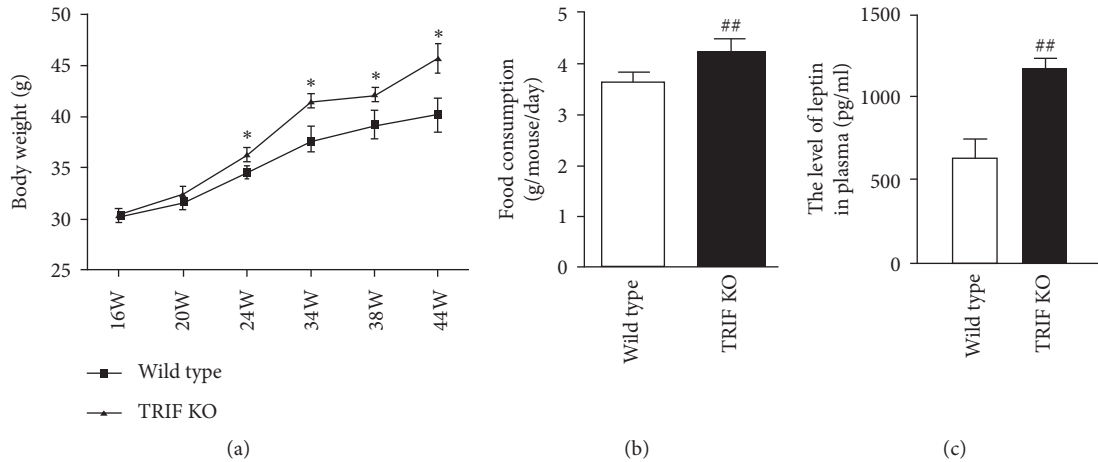 Body weight (g)
50
45
40
35
30
25
*
*
*
*
16W
20W
24W
34W
38W
44W
Wild type
TRIF KO
(a)
Food consumption
(g/mouse/day)
5
4
3
2
1
0
##
Wild type
TRIF KO
(b)
The level of leptin
in plasma (pg/ml)
1500
1000
500
0
##
Wild type
TRIF KO
(c)